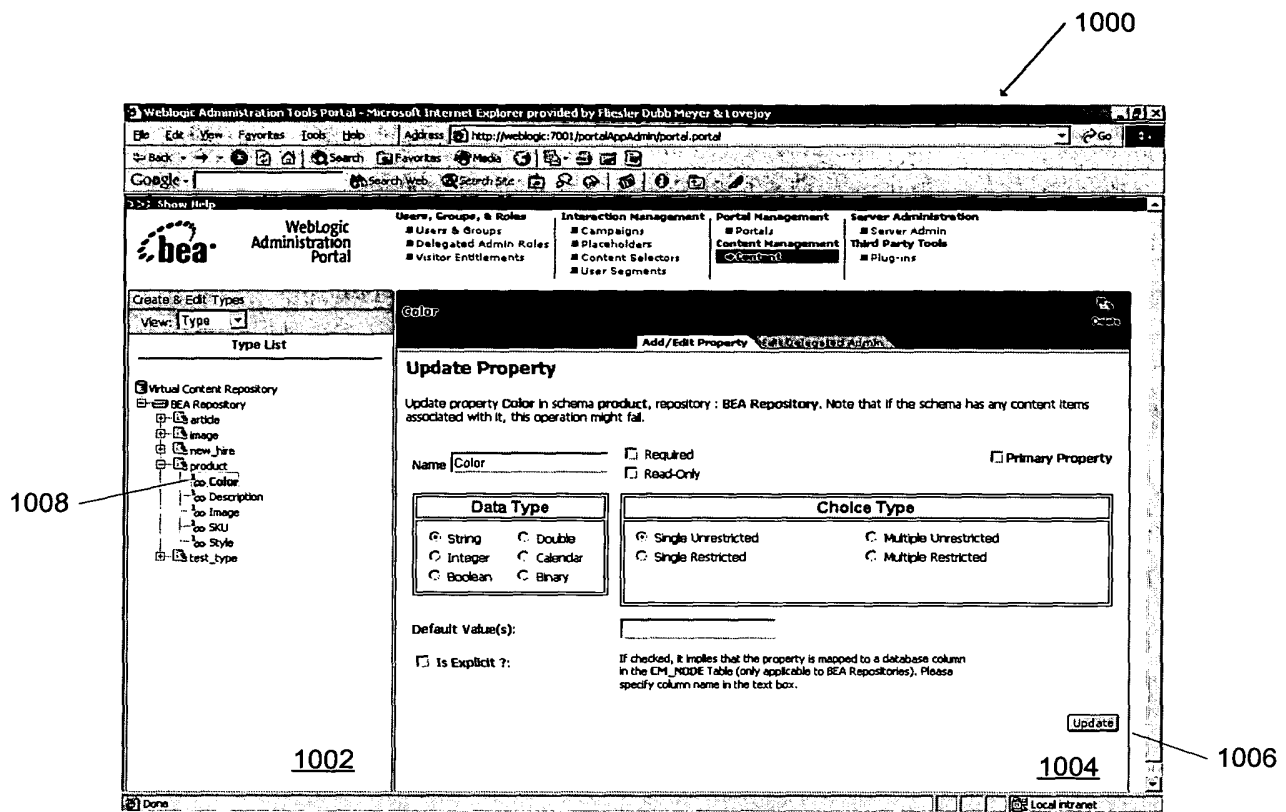 1000
Weblogic Administration Tools Portal - Microsoft Internet Explorer provided by Fliesler Dubb Meyer & Lovejoy
File Edit View Favorites Tools Help Address http://weblogic:7001/portalAppAdmin/portal.portal Go
Back Search Favorites Media
Google Search Web Search Site
Show Help
bea WebLogic Administration Portal
Users, Groups, & Roles
Users & Groups
Delegated Admin Roles
Visitor Entitlements
Interaction Management
Campaigns
Placeholders
Content Selectors
User Segments
Portal Management
Portals
Content Management
Content
Server Administration
Server Admin
Third Party Tools
Plug-ins
Create & Edit Types
View: Type
Type List
Virtual Content Repository
BEA Repository
article
image
new_hire
product
Color
Description
Image
SKU
Style
test_type
1008
1002
Color
Delete
Add/Edit Property Edit Delegated Admin
Update Property
Update property Color in schema product, repository : BEA Repository. Note that if the schema has any content items
associated with it, this operation might fail.
Name Color
Required
Read-Only
Primary Property
Data Type
String Double
Integer Calendar
Boolean Binary
Choice Type
Single Unrestricted Multiple Unrestricted
Single Restricted Multiple Restricted
Default Value(s):
Is Explicit ?:
If checked, it implies that the property is mapped to a database column
in the CM_NODE Table (only applicable to BEA Repositories). Please
specify column name in the text box.
Update
1006
1004
Done Local intranet